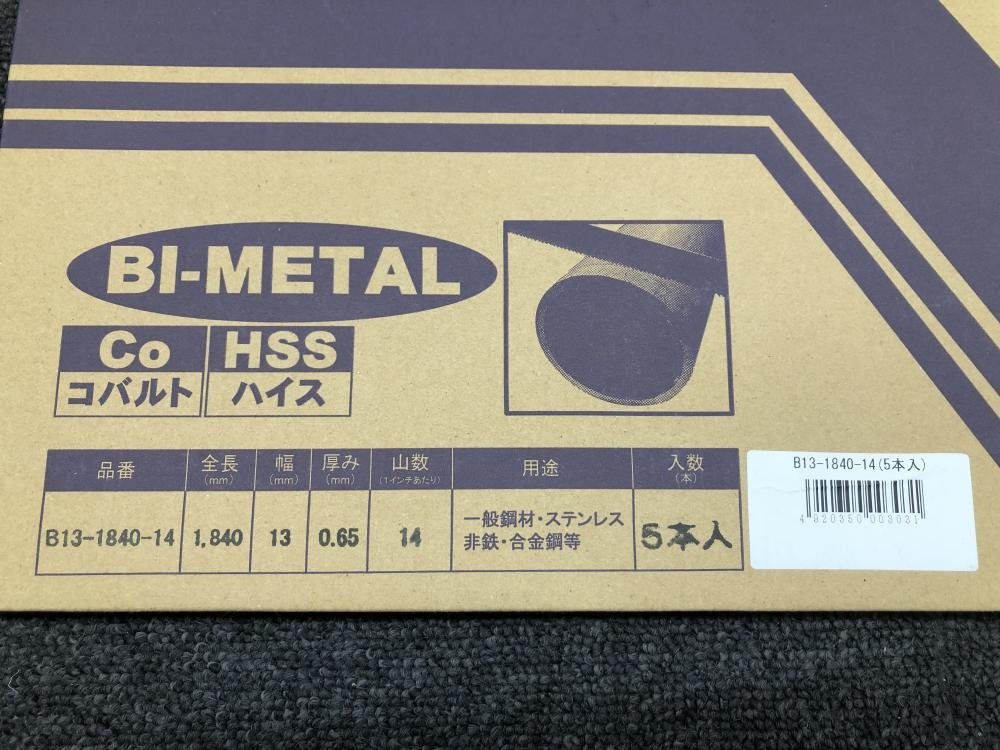 BI-METAL
Co HSS
コバルト ハイス
品番 全長 幅 厚み 山数 用途 入数
(mm) (mm) (mm) (1インチあたり) (本)
B13-1840-14 1,840 13 0.65 14 一般鋼材・ステンレス 5本入
非鉄・合金鋼等
B13-1840-14(5本入)
4920350003031